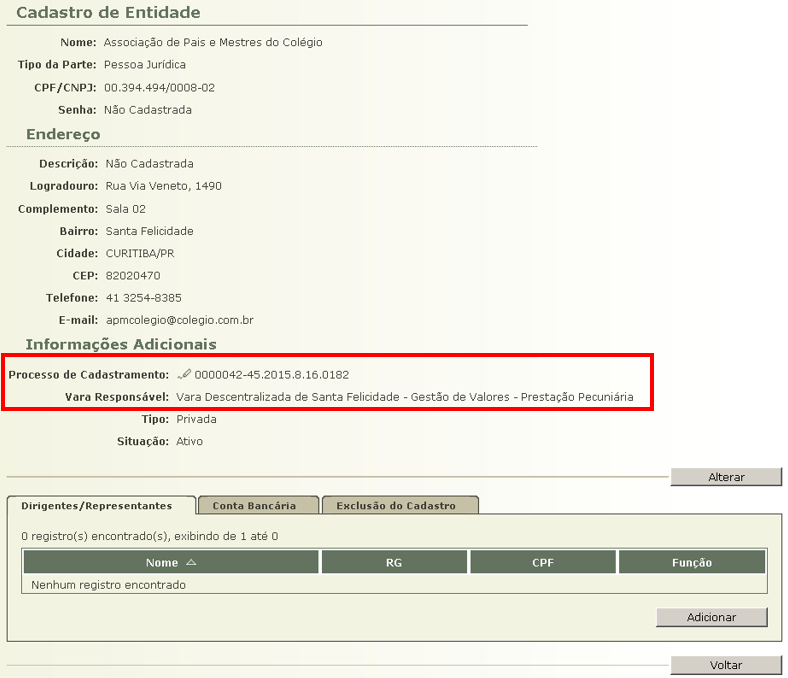 Cadastro de Entidade
Nome: Associação de Pais e Mestres do Colégio
Tipo da Parte: Pessoa Jurídica
CPF/CNPJ: 00.394.494/0008-02
Senha: Não Cadastrada
Endereço
Descrição: Não Cadastrada
Logradouro: Rua Via Veneto, 1490
Complemento: Sala 02
Bairro: Santa Felicidade
Cidade: CURITIBA/PR
CEP: 82020470
Telefone: 41 3254-8385
E-mail: apmcolegio@colegio.com.br
Informações Adicionais
Processo de Cadastramento: 0000042-45.2015.8.16.0182
Vara Responsável: Vara Descentralizada de Santa Felicidade - Gestão de Valores - Prestação Pecuniária
Tipo: Privada
Situação: Ativo
Alterar
Dirigentes/Representantes Conta Bancária Exclusão do Cadastro
0 registro(s) encontrado(s), exibindo de 1 até 0
Nome RG CPF Função
Nenhum registro encontrado
Adicionar
Voltar